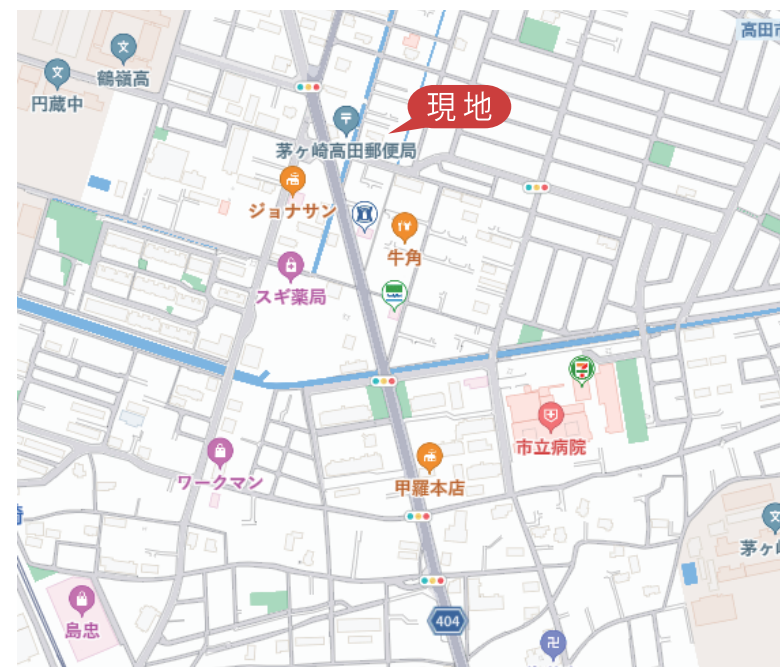 高田市
鶴嶺高
円蔵中
現地
茅ヶ崎高田郵便局
ジョナサン
牛角
スギ薬局
市立病院
ワークマン
甲羅本店
崎
茅ヶ
島忠
404